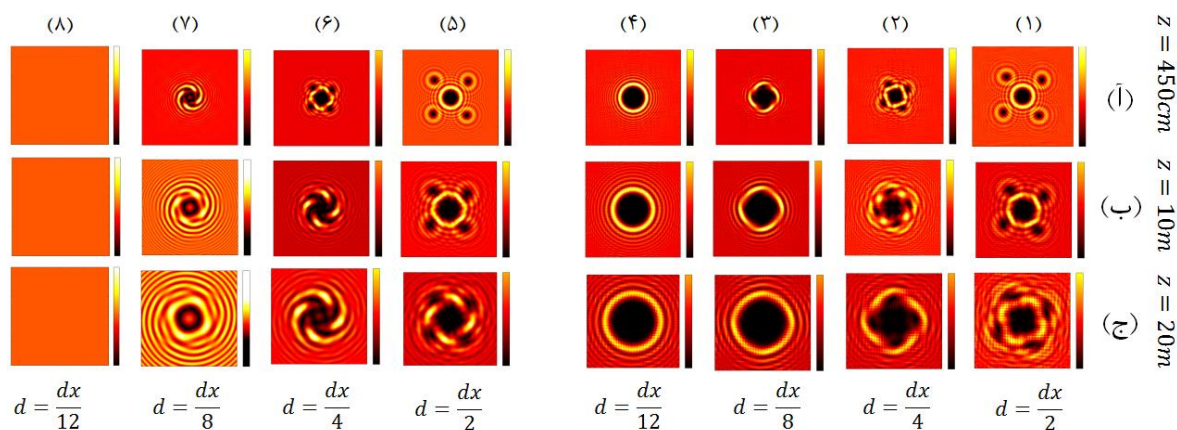 (۸) (۷) (۶) (۵) (۴) (۳) (۲) (۱)
z = 450cm (آ)
z = 10m (ب)
z = 20m (ج)
d = dx/12 d = dx/8 d = dx/4 d = dx/2 d = dx/12 d = dx/8 d = dx/4 d = dx/2